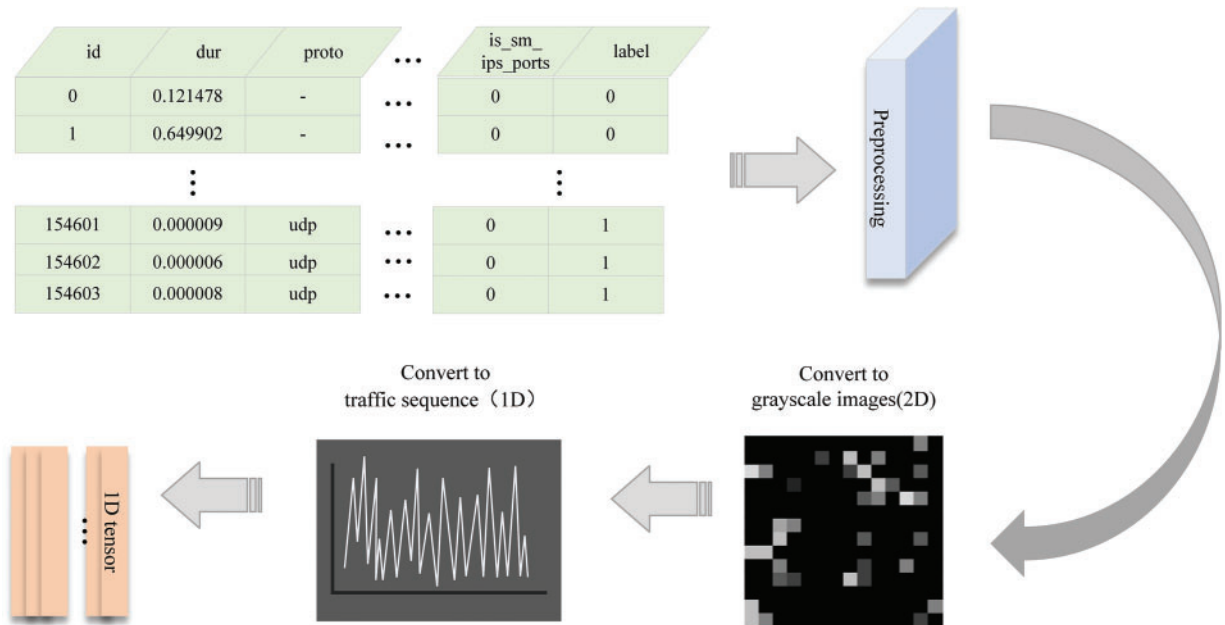 id dur proto ... is_sm_ips_ports label
0 0.121478 - ... 0 0
1 0.649902 - ... 0 0
154601 0.000009 udp ... 0 1
154602 0.000006 udp ... 0 1
154603 0.000008 udp ... 0 1
Preprocessing
Convert to
traffic sequence（1D）
Convert to
grayscale images(2D)
1D tensor
...